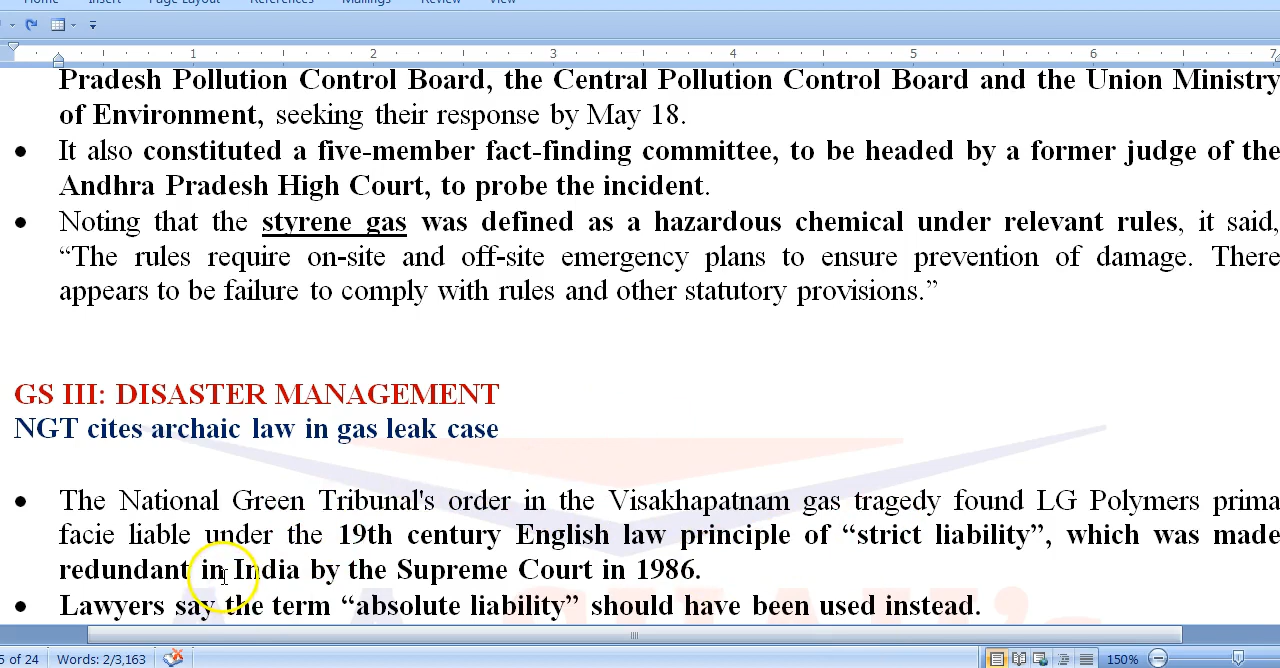 Home Insert Page Layout References Mailings Review View
1 2 3 4 5 6 7
Pradesh Pollution Control Board, the Central Pollution Control Board and the Union Ministry
of Environment, seeking their response by May 18.
• It also constituted a five-member fact-finding committee, to be headed by a former judge of the
Andhra Pradesh High Court, to probe the incident.
• Noting that the styrene gas was defined as a hazardous chemical under relevant rules, it said,
“The rules require on-site and off-site emergency plans to ensure prevention of damage. There
appears to be failure to comply with rules and other statutory provisions.”
GS III: DISASTER MANAGEMENT
NGT cites archaic law in gas leak case
• The National Green Tribunal's order in the Visakhapatnam gas tragedy found LG Polymers prima
facie liable under the 19th century English law principle of “strict liability”, which was made
redundant in India by the Supreme Court in 1986.
• Lawyers say the term “absolute liability” should have been used instead.
5 of 24 Words: 2/3,163 150%